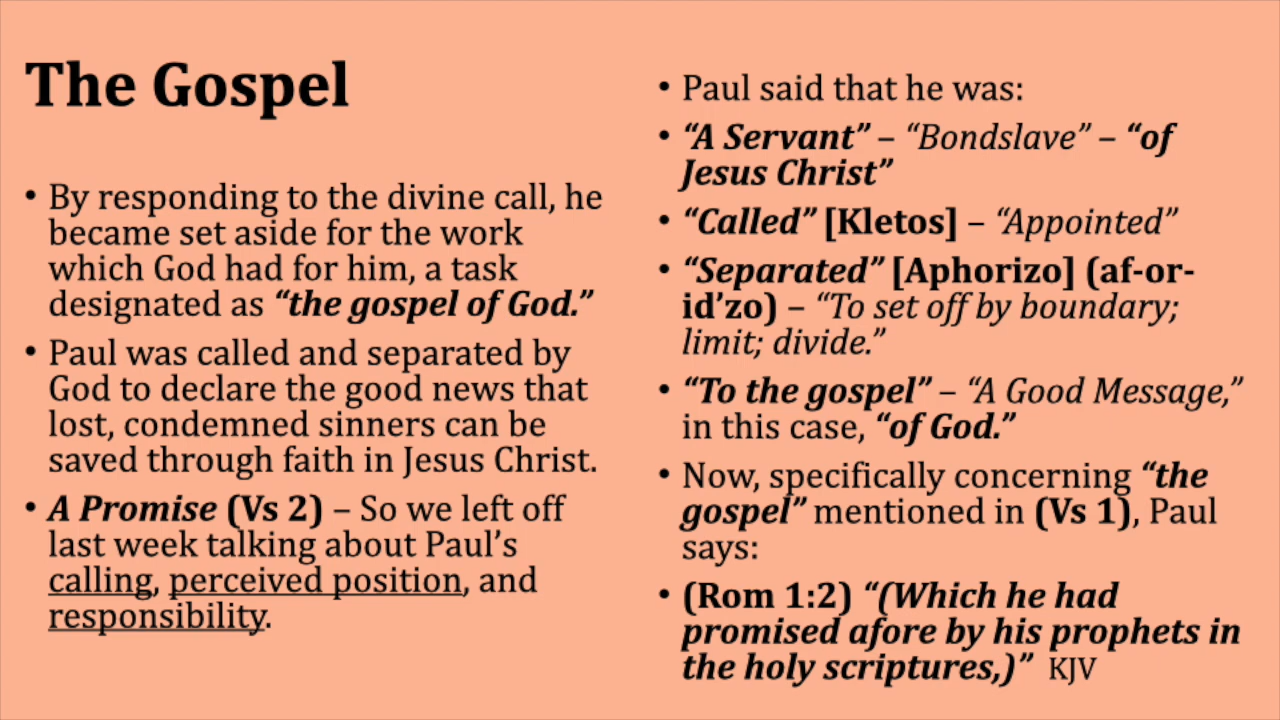 The Gospel
• By responding to the divine call, he
became set aside for the work
which God had for him, a task
designated as “the gospel of God.”
• Paul was called and separated by
God to declare the good news that
lost, condemned sinners can be
saved through faith in Jesus Christ.
• A Promise (Vs 2) – So we left off
last week talking about Paul’s
calling, perceived position, and
responsibility.
• Paul said that he was:
• “A Servant” – “Bondslave” – “of
Jesus Christ”
• “Called” [Kletos] – “Appointed”
• “Separated” [Aphorizo] (af-or-
id’zo) – “To set off by boundary;
limit; divide.”
• “To the gospel” – “A Good Message,”
in this case, “of God.”
• Now, specifically concerning “the
gospel” mentioned in (Vs 1), Paul
says:
• (Rom 1:2) “(Which he had
promised afore by his prophets in
the holy scriptures,)” KJV